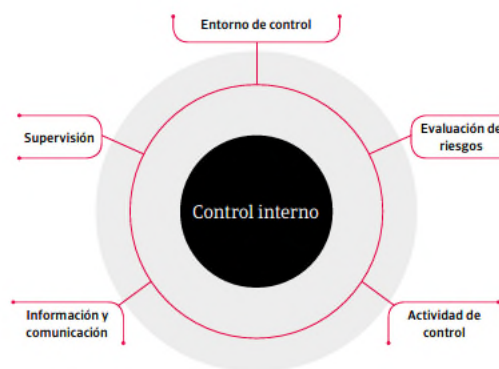 Entorno de control
Supervisión
Evaluación de
riesgos
Control interno
Información y
comunicación
Actividad de
control